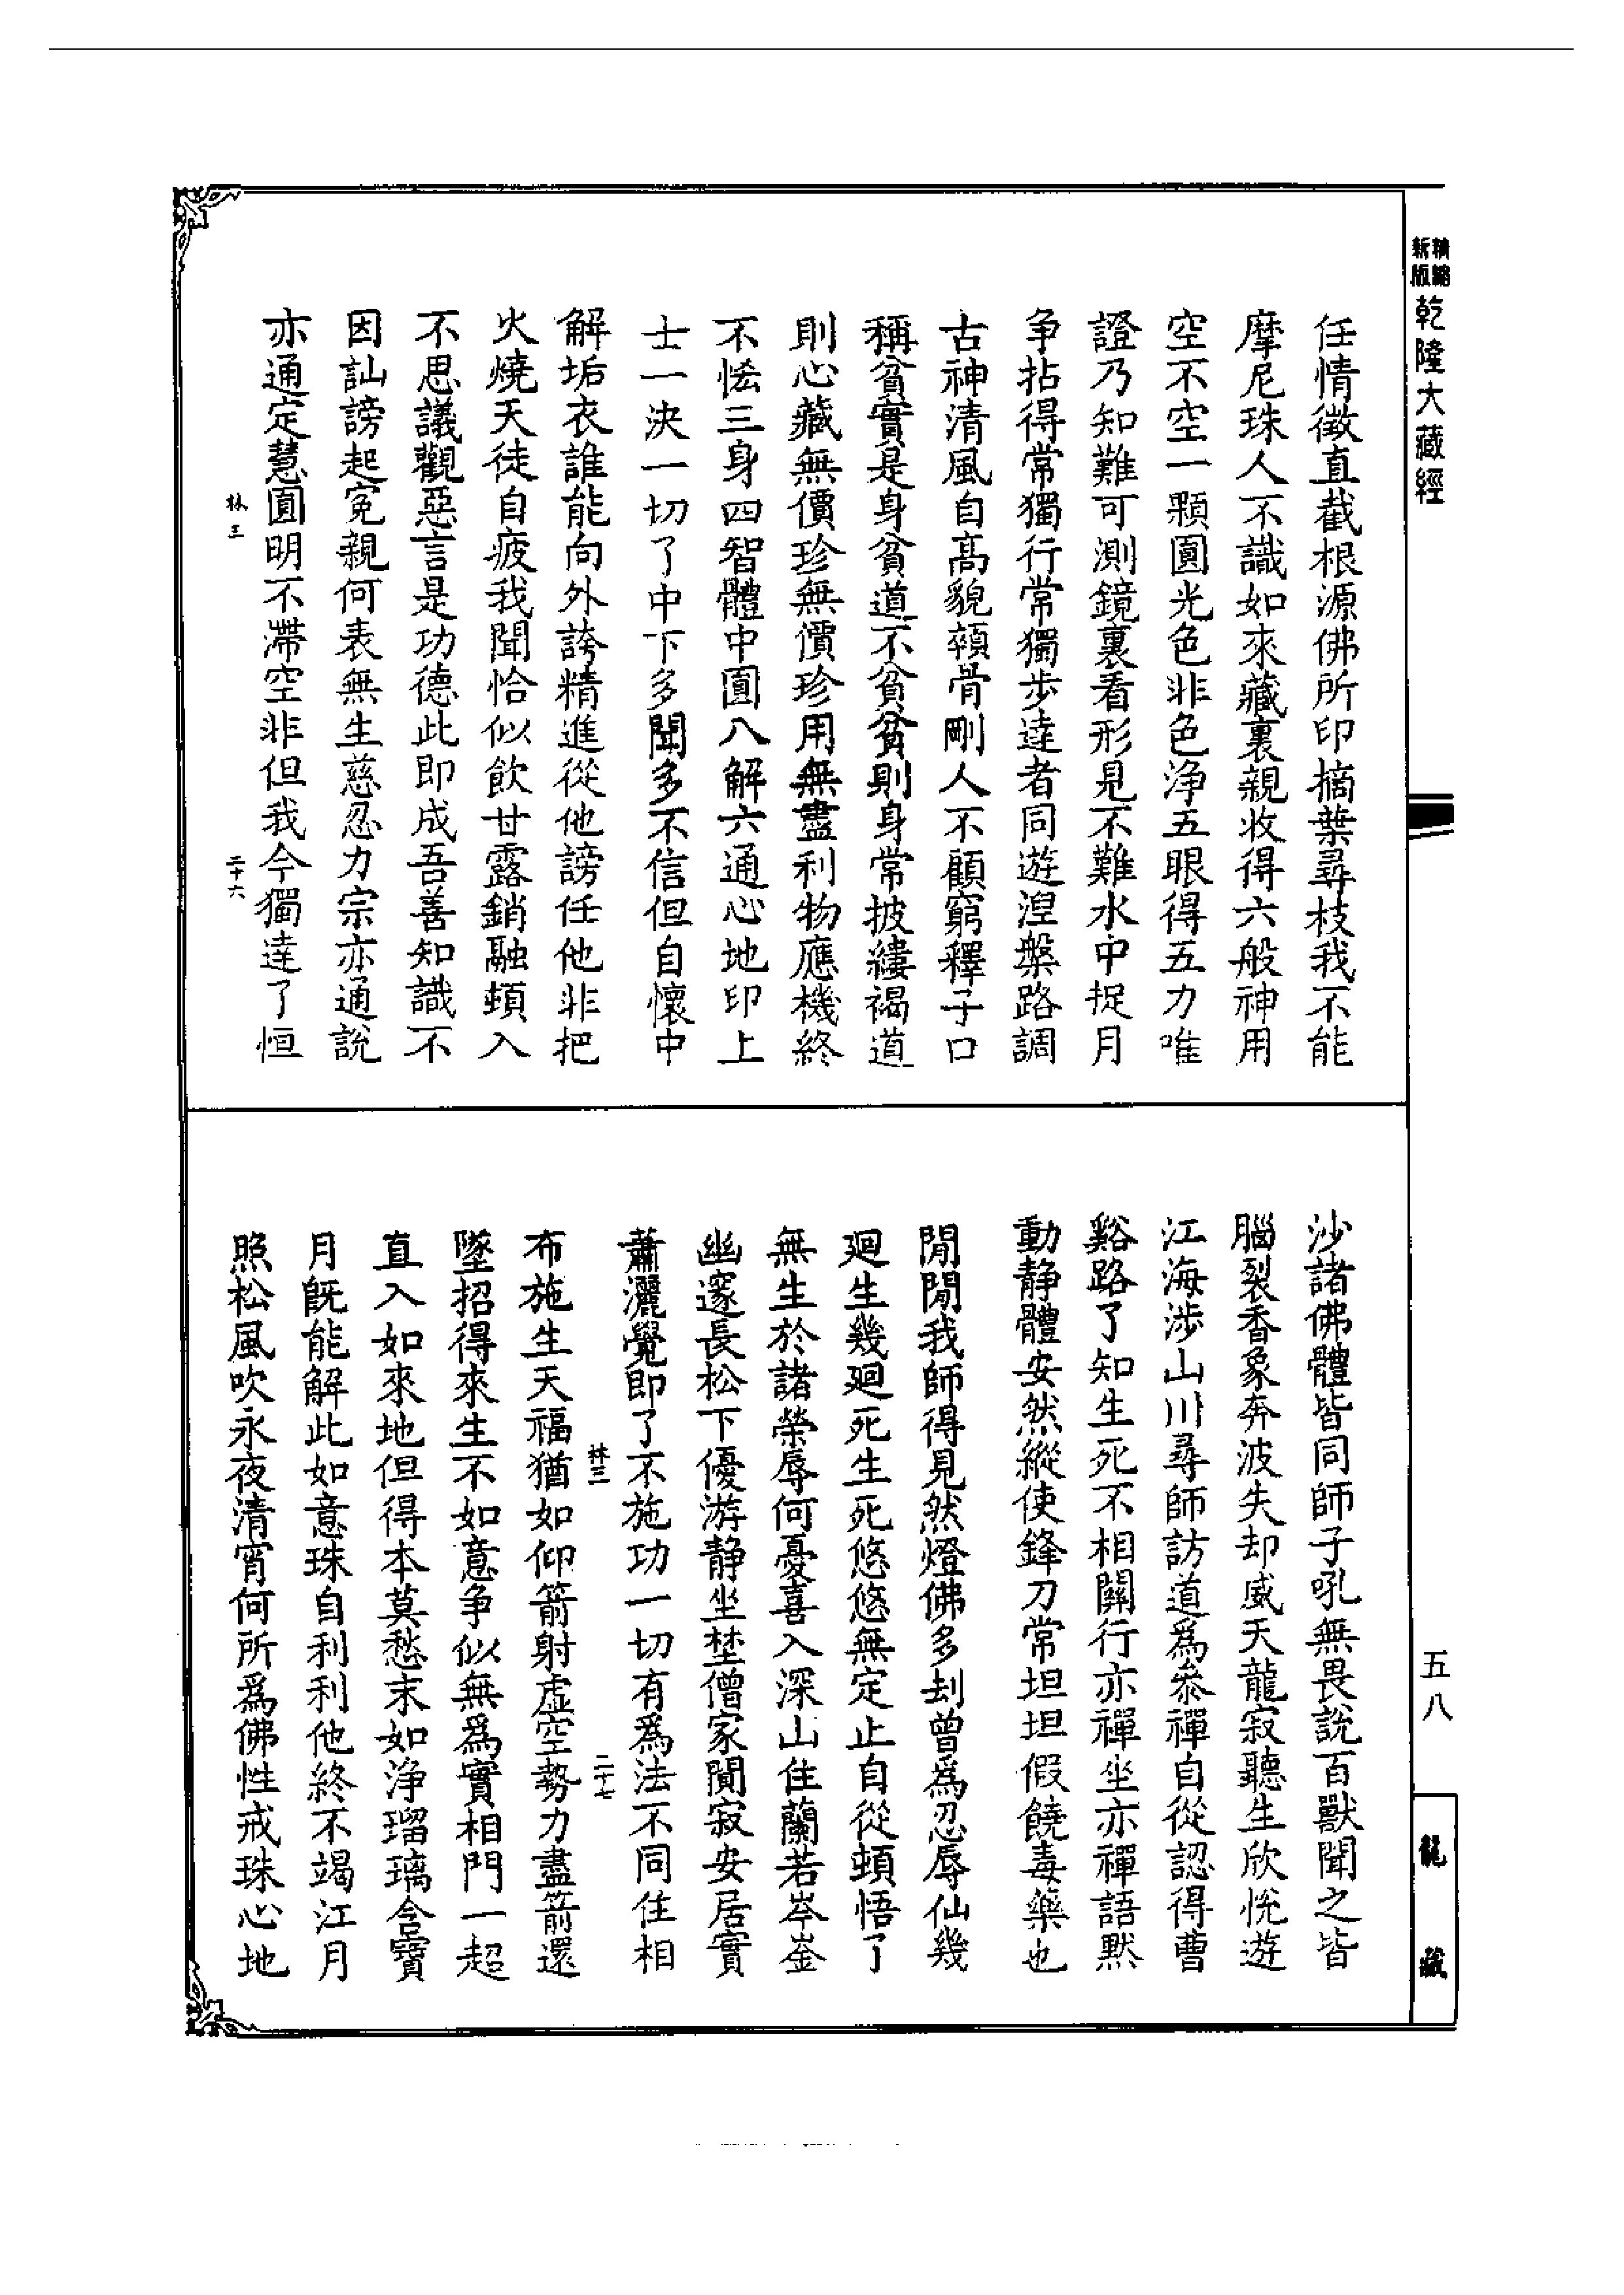 精縮
新版
乾隆大藏經
任情徵直截根源佛所印摘葉尋枝我不能
摩尼珠人不識如來藏裏親收得六般神用
空不空一顆圓光色非色淨五眼得五力唯
證乃知難可測鏡裏看形見不難水中捉月
爭拈得常獨行常獨步達者同遊涅槃路調
古神清風自高貌顇骨剛人不顧窮釋子口
稱貧實是身貧道不貧貧則身常披縷褐道
則心藏無價珍無價珍用無盡利物應機終
不悋三身四智體中圓八解六通心地印上
士一決一切了中下多聞多不信但自懷中
解垢衣誰能向外誇精進從他謗任他非把
火燒天徒自疲我聞恰似飲甘露銷融頓入
不思議觀惡言是功德此即成吾善知識不
因訕謗起冤親何表無生慈忍力宗亦通說
亦通定慧圓明不滯空非但我今獨達了恒
林三
二十六
沙諸佛體皆同師子吼無畏說百獸聞之皆
腦裂香象奔波失却威天龍寂聽生欣悅遊
江海涉山川尋師訪道爲參禪自從認得曹
谿路了知生死不相關行亦禪坐亦禪語默
動靜體安然縱使鋒刀常坦坦假饒毒藥也
閒閒我師得見然燈佛多刦曾爲忍辱仙幾
迴生幾迴死生死悠悠無定止自從頓悟了
無生於諸榮辱何憂喜入深山住蘭若岑崟
幽邃長松下優游靜坐埜僧家闃寂安居實
蕭灑覺即了不施功一切有爲法不同住相
林三
二十七
布施生天福猶如仰箭射虛空勢力盡箭還
墜招得來生不如意爭似無爲實相門一超
直入如來地但得本莫愁末如淨瑠璃含寶
月旣能解此如意珠自利利他終不竭江月
照松風吹永夜清宵何所爲佛性戒珠心地
五八
龍藏